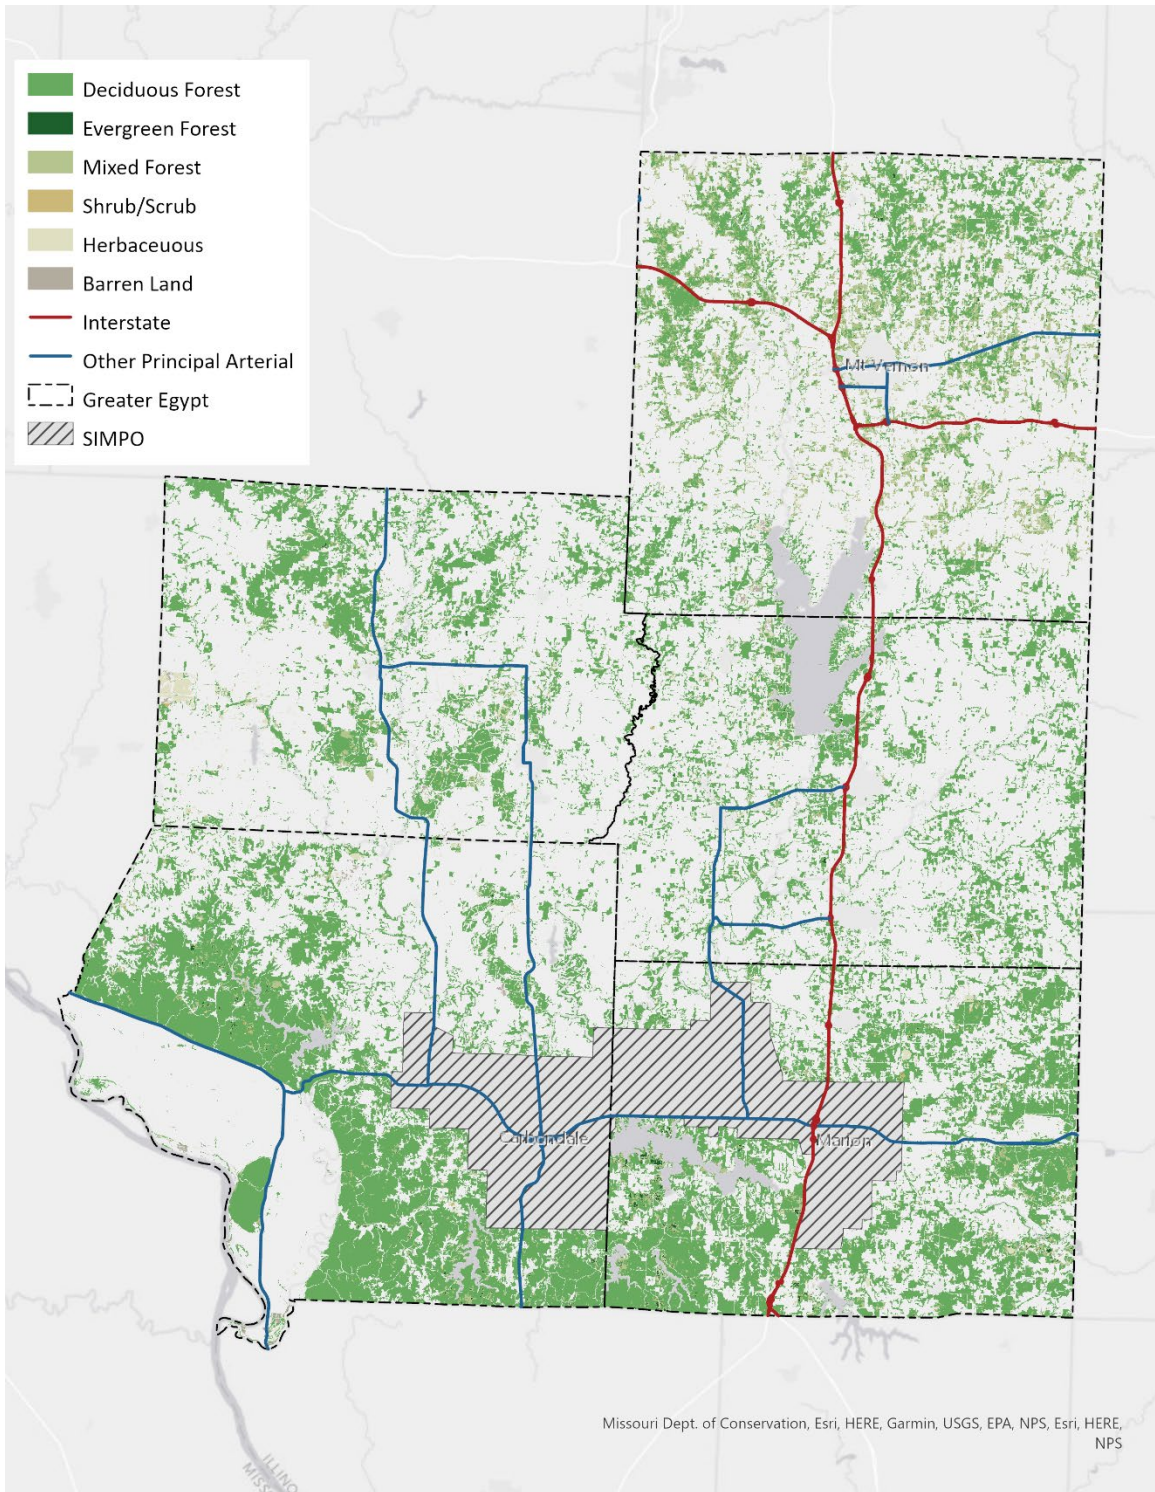 Deciduous Forest
Evergreen Forest
Mixed Forest
Shrub/Scrub
Herbaceuous
Barren Land
Interstate
Other Principal Arterial
Greater Egypt
SIMPO
Mt Vernon
Carbondale
Marion
Missouri Dept. of Conservation, Esri, HERE, Garmin, USGS, EPA, NPS, Esri, HERE,
NPS